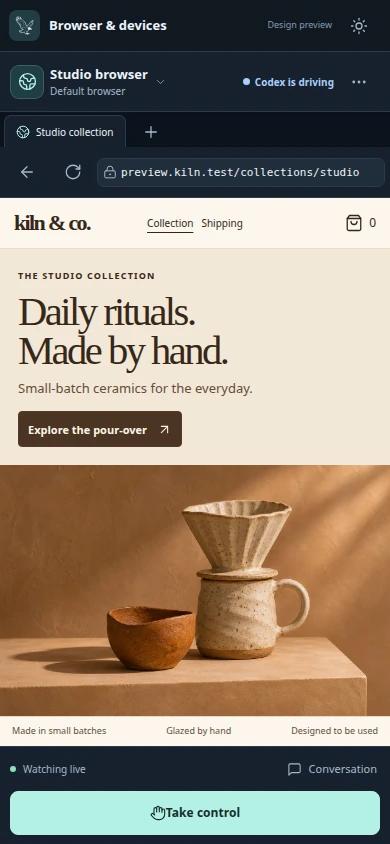 Browser & devices
Design preview
Studio browser
Default browser
Codex is driving
Studio collection
preview.kiln.test/collections/studio
kiln & co.
Collection
Shipping
0
THE STUDIO COLLECTION
Daily rituals.
Made by hand.
Small-batch ceramics for the everyday.
Explore the pour-over
Made in small batches
Glazed by hand
Designed to be used
Watching live
Conversation
Take control